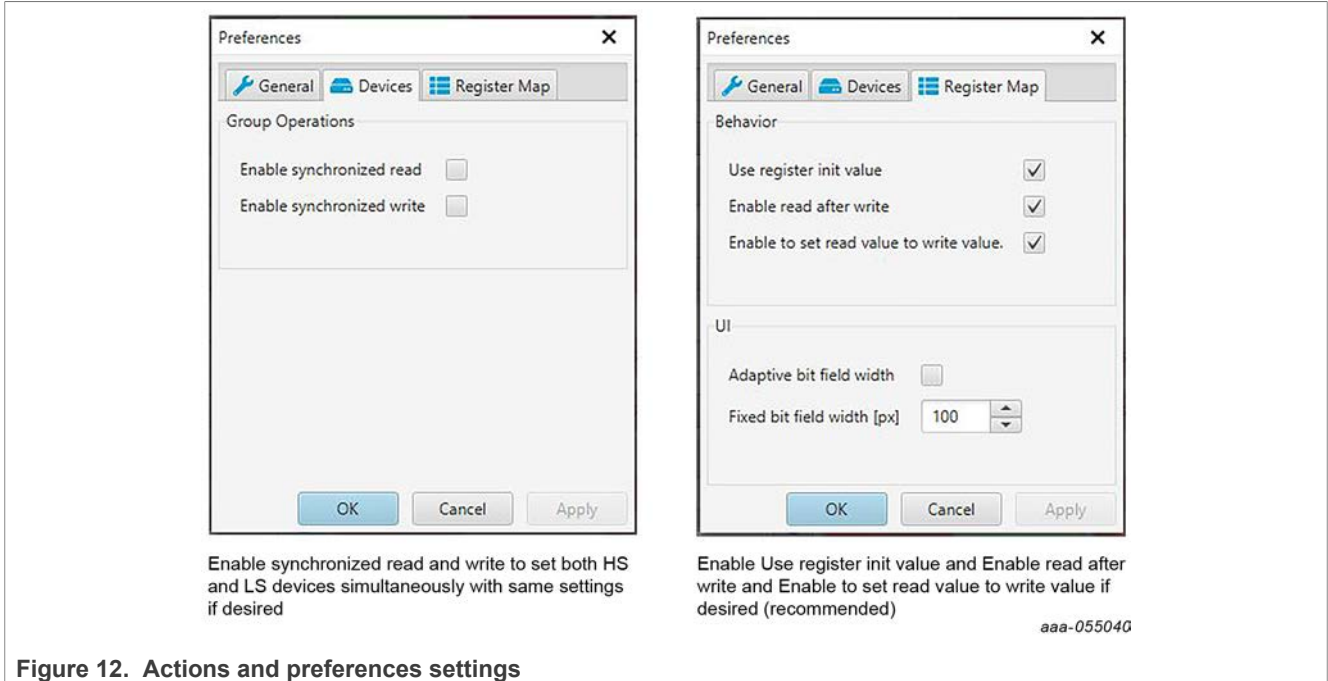 Preferences
General Devices Register Map
Group Operations
Enable synchronized read
Enable synchronized write
OK Cancel Apply
Enable synchronized read and write to set both HS
and LS devices simultaneously with same settings
if desired
Preferences
General Devices Register Map
Behavior
Use register init value
Enable read after write
Enable to set read value to write value.
UI
Adaptive bit field width
Fixed bit field width [px] 100
OK Cancel Apply
Enable Use register init value and Enable read after
write and Enable to set read value to write value if
desired (recommended)
aaa-055040
Figure 12. Actions and preferences settings